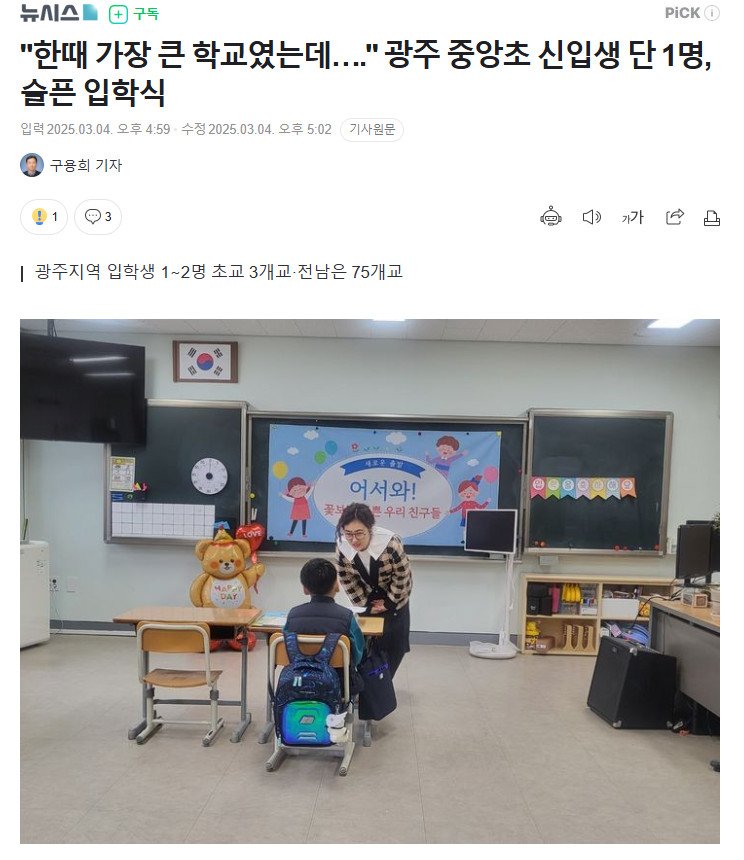 뉴시스 구독 PiCK
"한때 가장 큰 학교였는데…." 광주 중앙초 신입생 단 1명,
슬픈 입학식
입력 2025.03.04. 오후 4:59 · 수정 2025.03.04. 오후 5:02 기사원문
구용희 기자
1 3 가가
광주지역 입학생 1~2명 초교 3개교·전남은 75개교
새로운 출발
어서와!
꽃보 쁜 우리 친구들
LOVE
HAPPY
DAY